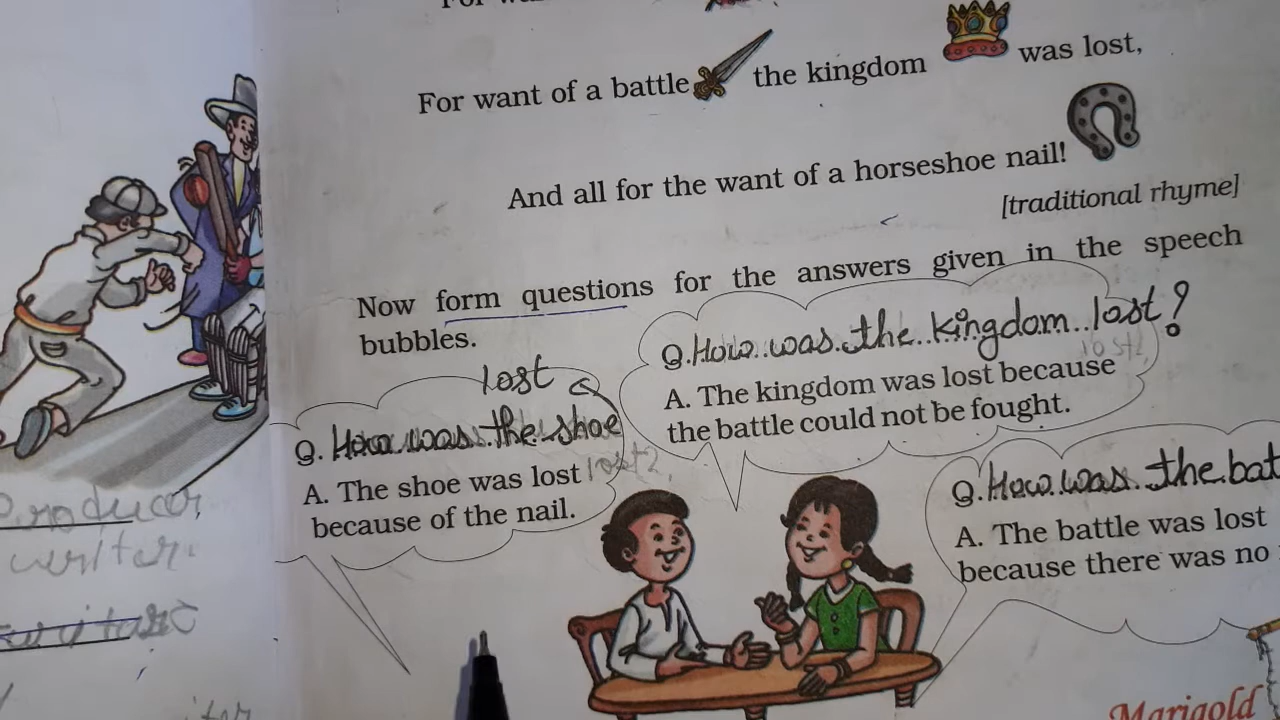 For want of a battle the kingdom was lost,
And all for the want of a horseshoe nail!
[traditional rhyme]
Now form questions for the answers given in the speech
bubbles.
lost
Q. How was the shoe
A. The shoe was lost lost?
because of the nail.
Q. How was the kingdom lost?
lost?
A. The kingdom was lost because
the battle could not be fought.
Q. How was the bat
A. The battle was lost
because there was no
Producer
writer
Marigold